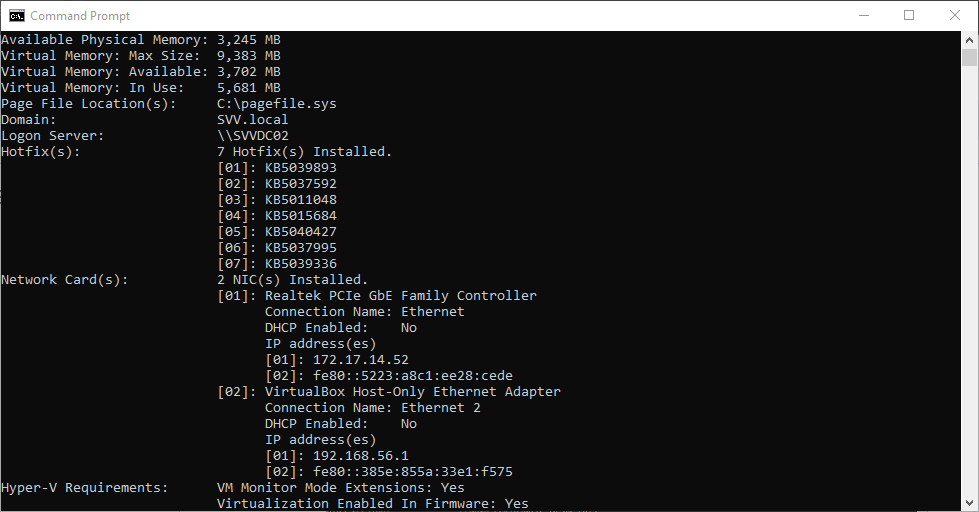 Command Prompt
Available Physical Memory: 3,245 MB
Virtual Memory: Max Size:  9,383 MB
Virtual Memory: Available: 3,702 MB
Virtual Memory: In Use:    5,681 MB
Page File Location(s):     C:\pagefile.sys
Domain:                    SVV.local
Logon Server:              \\SVVDC02
Hotfix(s):                 7 Hotfix(s) Installed.
                           [01]: KB5039893
                           [02]: KB5037592
                           [03]: KB5011048
                           [04]: KB5015684
                           [05]: KB5040427
                           [06]: KB5037995
                           [07]: KB5039336
Network Card(s):           2 NIC(s) Installed.
                           [01]: Realtek PCIe GbE Family Controller
                                 Connection Name: Ethernet
                                 DHCP Enabled:    No
                                 IP address(es)
                                 [01]: 172.17.14.52
                                 [02]: fe80::5223:a8c1:ee28:cede
                           [02]: VirtualBox Host-Only Ethernet Adapter
                                 Connection Name: Ethernet 2
                                 DHCP Enabled:    No
                                 IP address(es)
                                 [01]: 192.168.56.1
                                 [02]: fe80::385e:855a:33e1:f575
Hyper-V Requirements:      VM Monitor Mode Extensions: Yes
                           Virtualization Enabled In Firmware: Yes